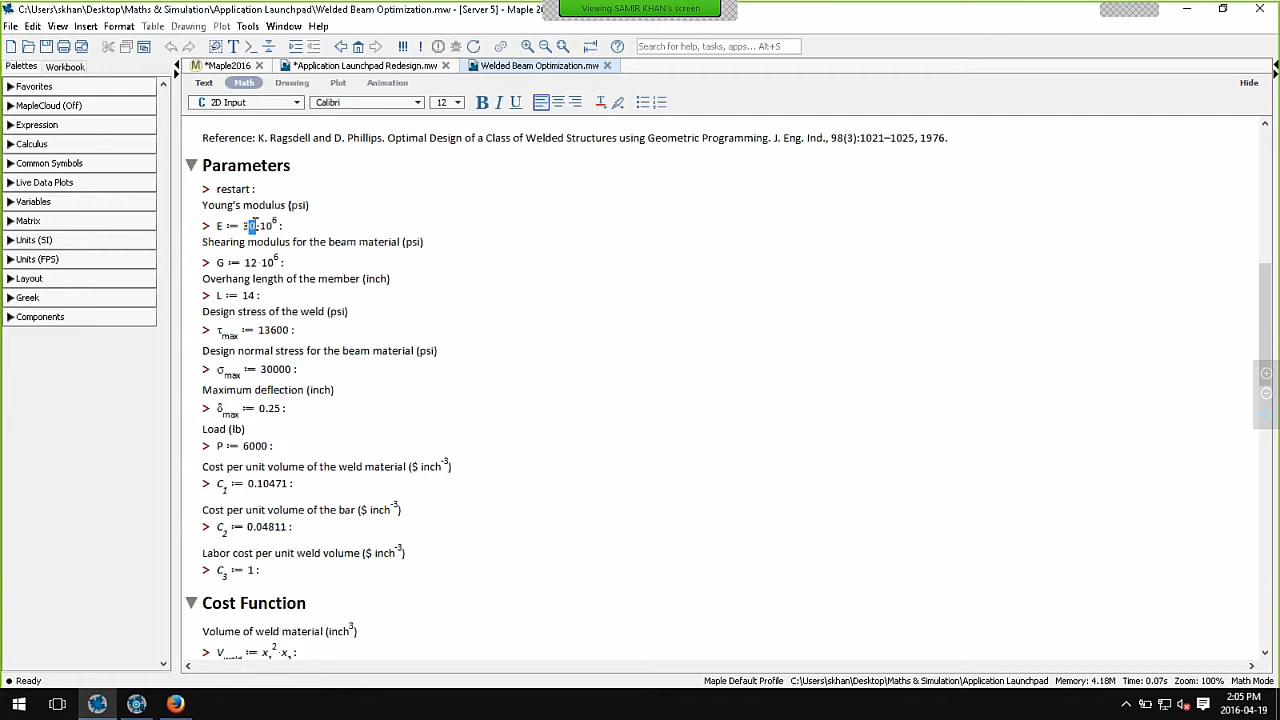 C:\Users\skhan\Desktop\Maths & Simulation\Application Launchpad\Welded Beam Optimization.mw - [Server 5] - Maple 20
Viewing SAMIR KHAN's screen
File Edit View Insert Format Table Drawing Plot Tools Window Help
Search for help, tasks, apps... Alt+S
Palettes Workbook
*Maple2016 *Application Launchpad Redesign.mw Welded Beam Optimization.mw
Text Math Drawing Plot Animation Hide
C 2D Input Calibri 12 B I U
Favorites
MapleCloud (Off)
Expression
Calculus
Common Symbols
Live Data Plots
Variables
Matrix
Units (SI)
Units (FPS)
Layout
Greek
Components
Reference: K. Ragsdell and D. Phillips. Optimal Design of a Class of Welded Structures using Geometric Programming. J. Eng. Ind., 98(3):1021–1025, 1976.
Parameters
> restart :
Young's modulus (psi)
> E := 30·10^6 :
Shearing modulus for the beam material (psi)
> G := 12·10^6 :
Overhang length of the member (inch)
> L := 14 :
Design stress of the weld (psi)
> τ_max := 13600 :
Design normal stress for the beam material (psi)
> σ_max := 30000 :
Maximum deflection (inch)
> δ_max := 0.25 :
Load (lb)
> P := 6000 :
Cost per unit volume of the weld material ($ inch^-3)
> C_1 := 0.10471 :
Cost per unit volume of the bar ($ inch^-3)
> C_2 := 0.04811 :
Labor cost per unit weld volume ($ inch^-3)
> C_3 := 1 :
Cost Function
Volume of weld material (inch^3)
Ready
Maple Default Profile C:\Users\skhan\Desktop\Maths & Simulation\Application Launchpad Memory: 4.18M Time: 0.07s Zoom: 100% Math Mode
2:05 PM
2016-04-19